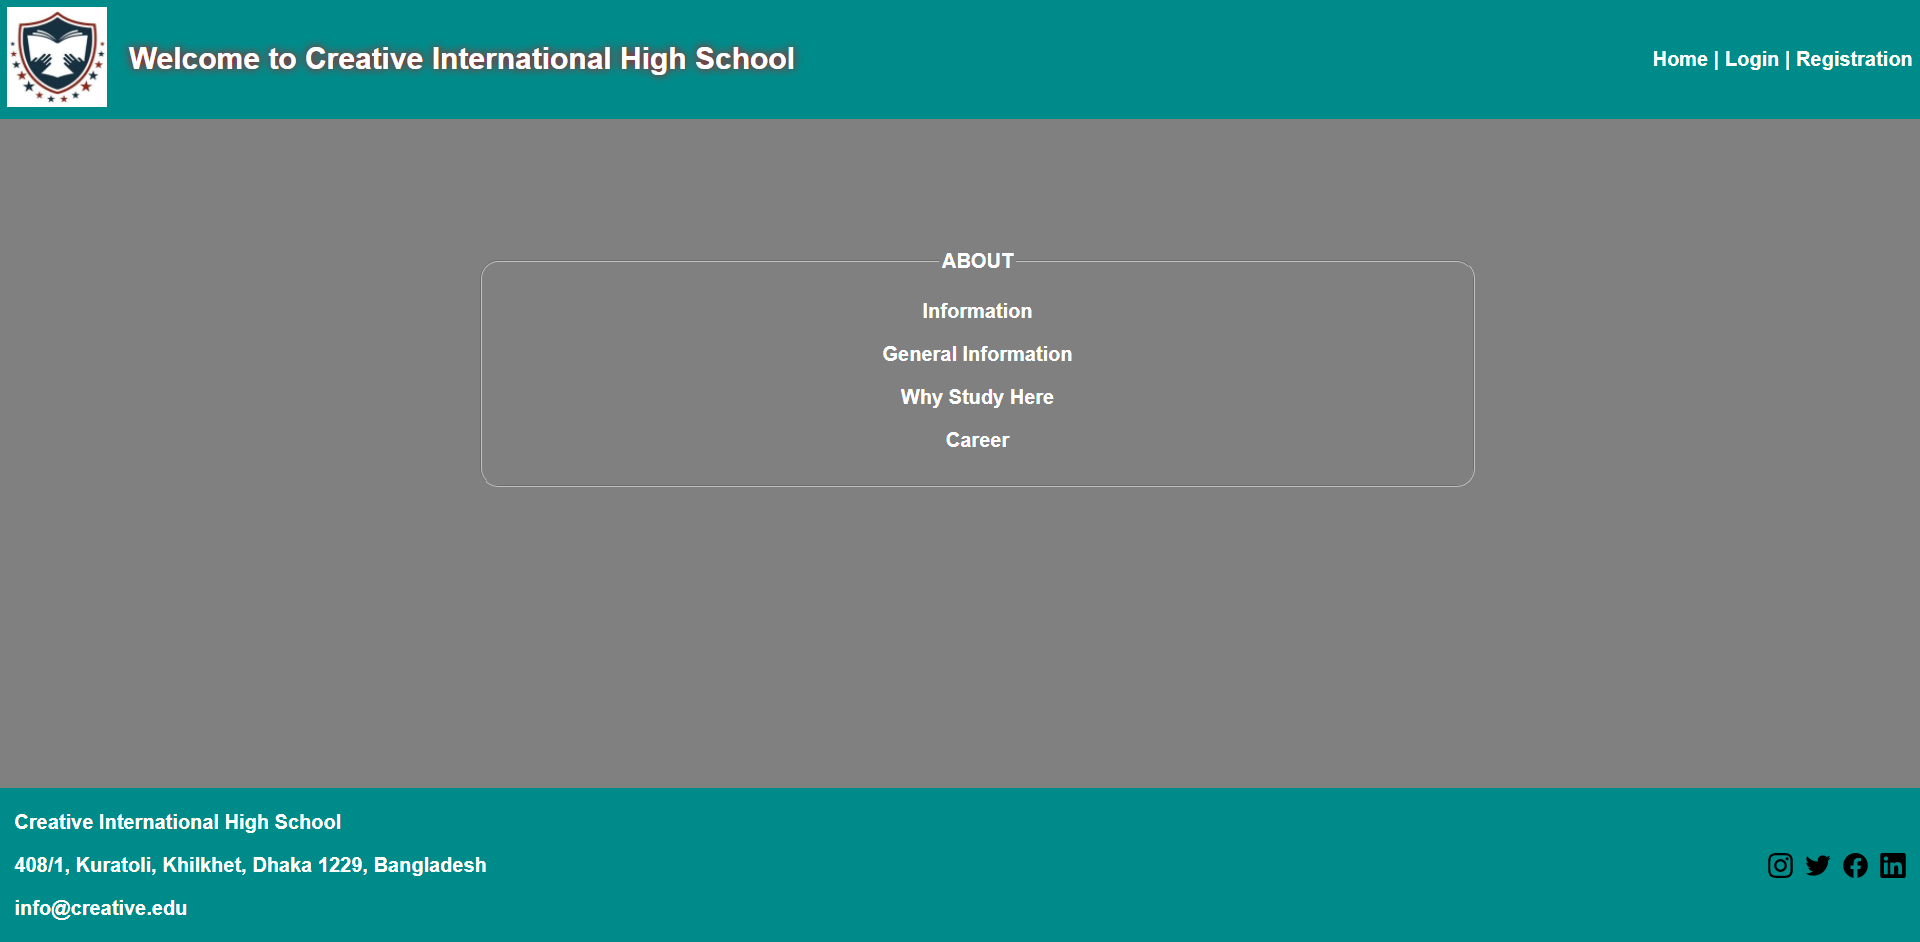 Welcome to Creative International High School
Home | Login | Registration
ABOUT
Information
General Information
Why Study Here
Career
Creative International High School
408/1, Kuratoli, Khilkhet, Dhaka 1229, Bangladesh
info@creative.edu